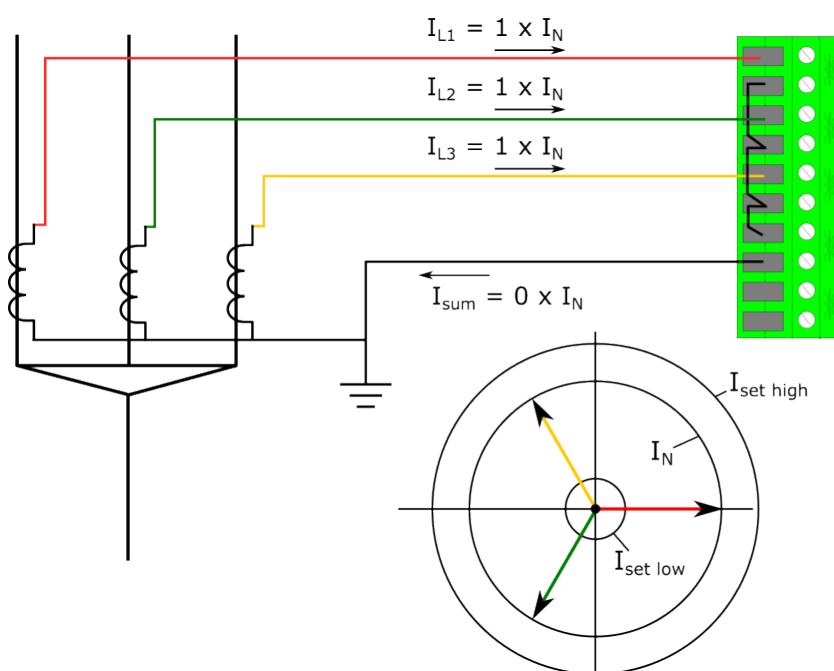 I_L1 = 1 x I_N
I_L2 = 1 x I_N
I_L3 = 1 x I_N
I_sum = 0 x I_N
I_set high
I_N
I_set low